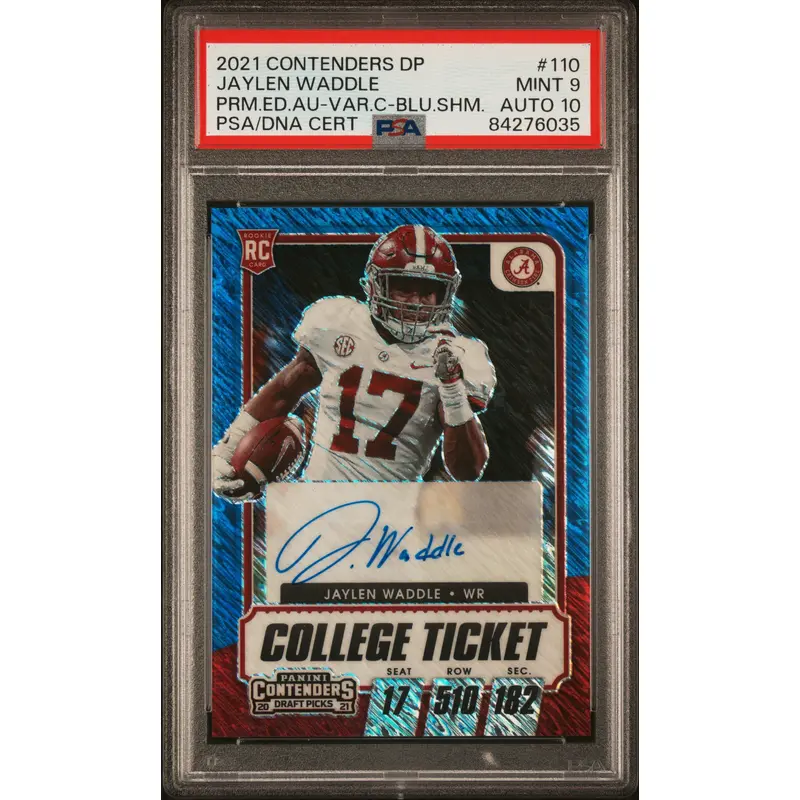 2021 CONTENDERS DP #110
JAYLEN WADDLE MINT 9
PRM.ED.AU-VAR.C-BLU.SHM. AUTO 10
PSA/DNA CERT PSA 84276035
ROOKIE
RC
CARD
A
SEC
17
J. Waddle
JAYLEN WADDLE • WR
COLLEGE TICKET
SEAT ROW SEC.
17 510 182
PANINI
CONTENDERS
20 DRAFT PICKS 21
PSA